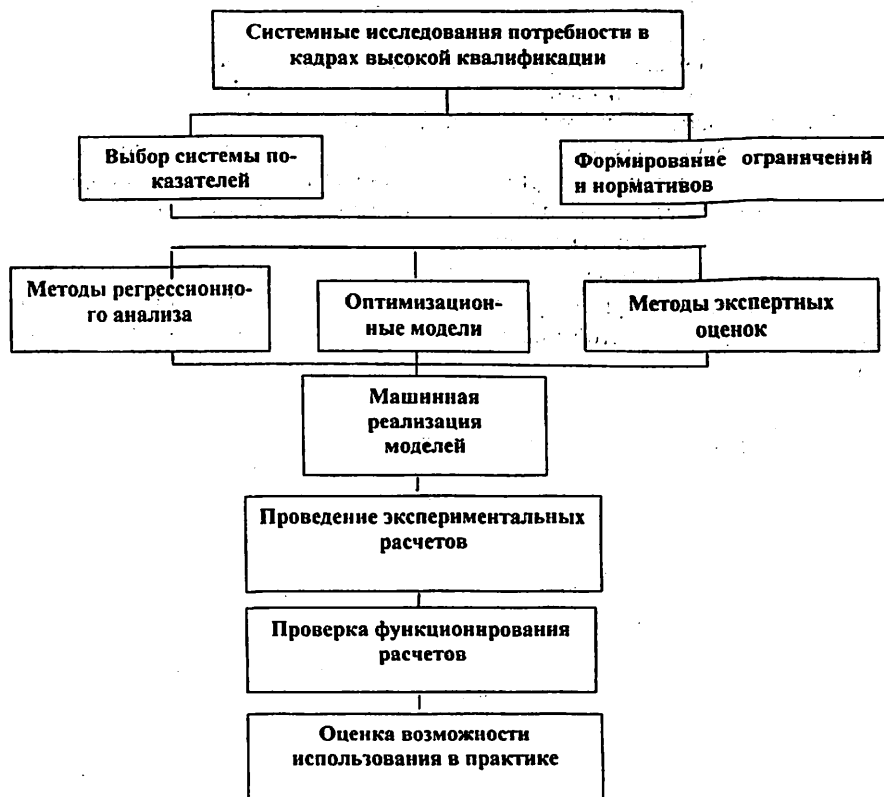 Системные исследования потребности в
кадрах высокой квалификации
Выбор системы по-
казателей
Формирование ограничений
и нормативов
Методы регрессионно-
го анализа
Оптимизацион-
ные модели
Методы экспертных
оценок
Машинная
реализация
моделей
Проведение экспериментальных
расчетов
Проверка функционирования
расчетов
Оценка возможности
использования в практике